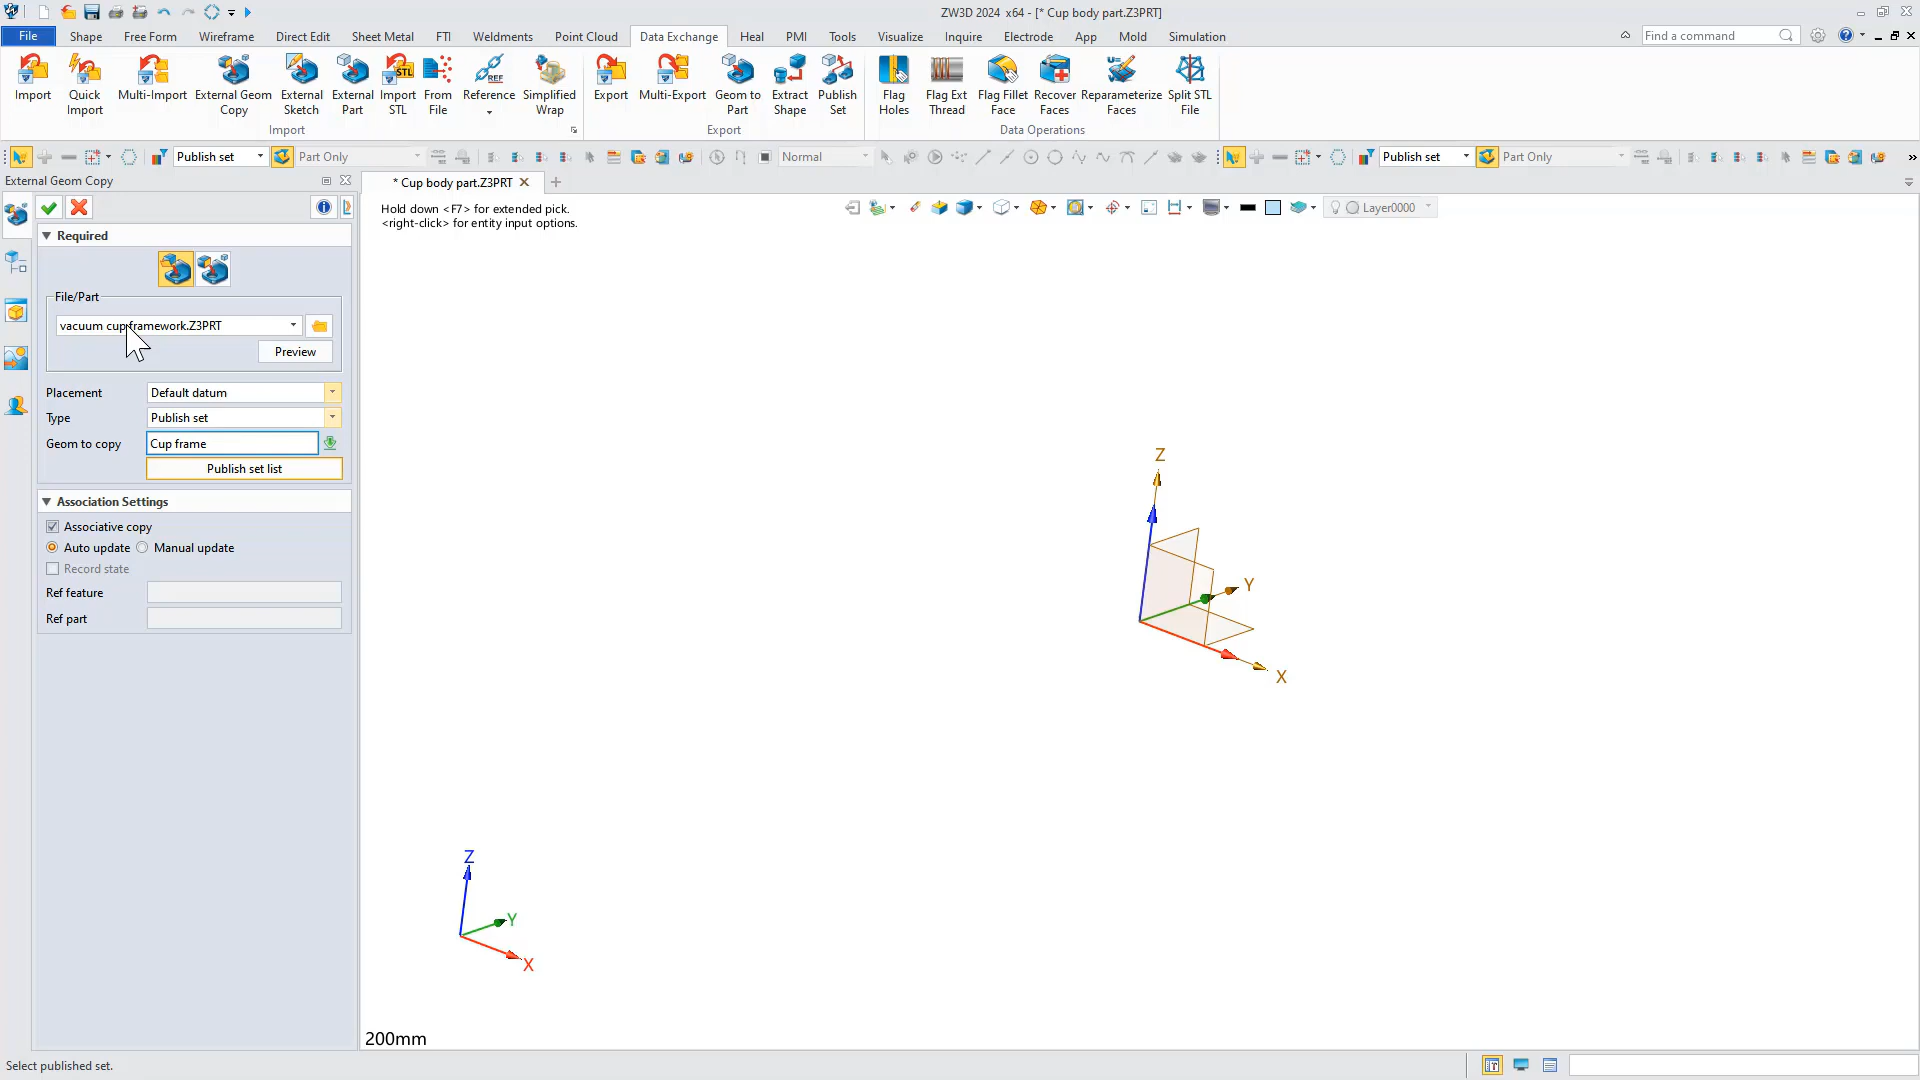 ZW3D 2024 x64 - [* Cup body part.Z3PRT]
File Shape Free Form Wireframe Direct Edit Sheet Metal FTI Weldments Point Cloud Data Exchange Heal PMI Tools Visualize Inquire Electrode App Mold Simulation Find a command
Import Quick Import Multi-Import External Geom Copy External Sketch External Part Import STL From File Reference Simplified Wrap Export Multi-Export Geom to Part Extract Shape Publish Set Flag Holes Flag Ext Thread Flag Fillet Face Recover Faces Reparameterize Faces Split STL File
Import Export Data Operations
Publish set Part Only Normal Publish set Part Only
External Geom Copy * Cup body part.Z3PRT
Hold down <F7> for extended pick.
<right-click> for entity input options.
Layer0000
Required
File/Part
vacuum cup framework.Z3PRT
Preview
Placement Default datum
Type Publish set
Geom to copy Cup frame
Publish set list
Association Settings
Associative copy
Auto update Manual update
Record state
Ref feature
Ref part
Z
Y
X
Z
Y
X
200mm
Select published set.